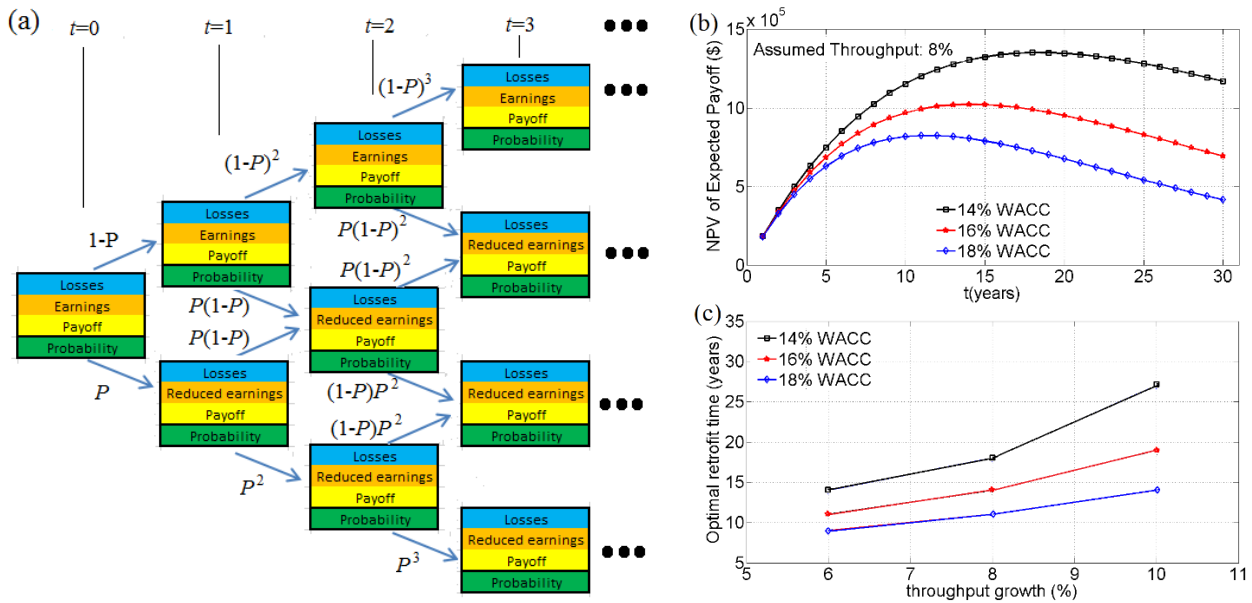 (a)
t=0
t=1
t=2
t=3
(1-P)³
Losses
Earnings
Payoff
Probability
(1-P)²
Losses
Earnings
Payoff
Probability
1-P
Losses
Earnings
Payoff
Probability
P(1-P)²
P(1-P)²
Losses
Reduced earnings
Payoff
Probability
Losses
Earnings
Payoff
Probability
P(1-P)
P(1-P)
Losses
Reduced earnings
Payoff
Probability
P
Losses
Reduced earnings
Payoff
Probability
(1-P)P²
(1-P)P²
Losses
Reduced earnings
Payoff
Probability
P²
Losses
Reduced earnings
Payoff
Probability
P³
Losses
Reduced earnings
Payoff
Probability
(b)
x 10⁵
15
10
5
0
NPV of Expected Payoff ($)
Assumed Throughput: 8%
14% WACC
16% WACC
18% WACC
0 5 10 15 20 25 30
t(years)
(c)
35
30
25
20
15
10
5
Optimal retrofit time (years)
14% WACC
16% WACC
18% WACC
5 6 7 8 9 10 11
throughput growth (%)